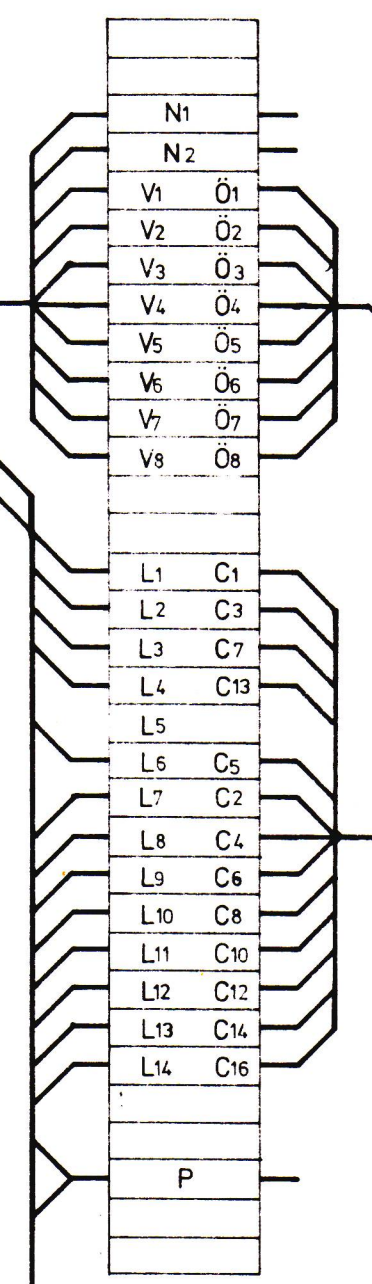 N1
N2
V1 Ö1
V2 Ö2
V3 Ö3
V4 Ö4
V5 Ö5
V6 Ö6
V7 Ö7
V8 Ö8
L1 C1
L2 C3
L3 C7
L4 C13
L5
L6 C5
L7 C2
L8 C4
L9 C6
L10 C8
L11 C10
L12 C12
L13 C14
L14 C16
P